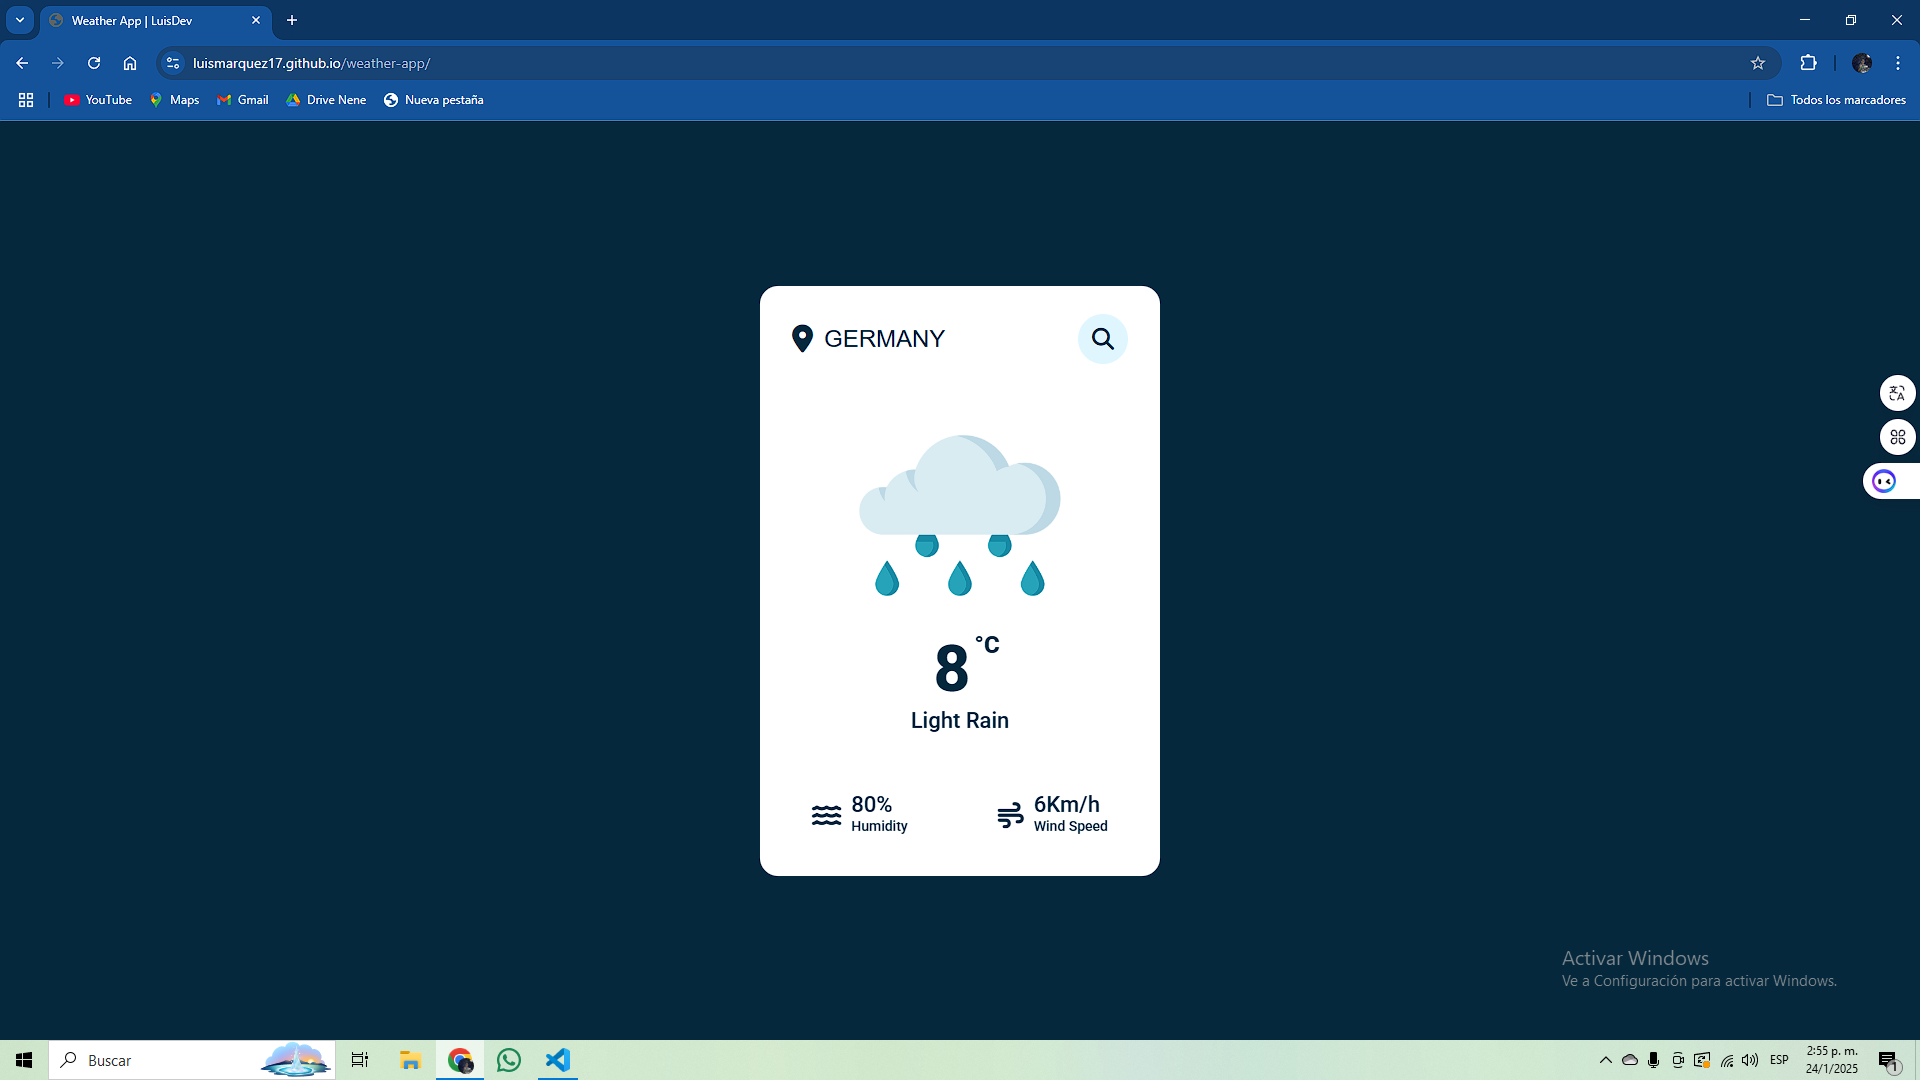 Weather App | LuisDev
luismarquez17.github.io/weather-app/
YouTube Maps Gmail Drive Nene Nueva pestaña Todos los marcadores
GERMANY
8 °C
Light Rain
80% 6Km/h
Humidity Wind Speed
Activar Windows
Ve a Configuración para activar Windows.
Buscar
ESP
2:55 p. m.
24/1/2025
1